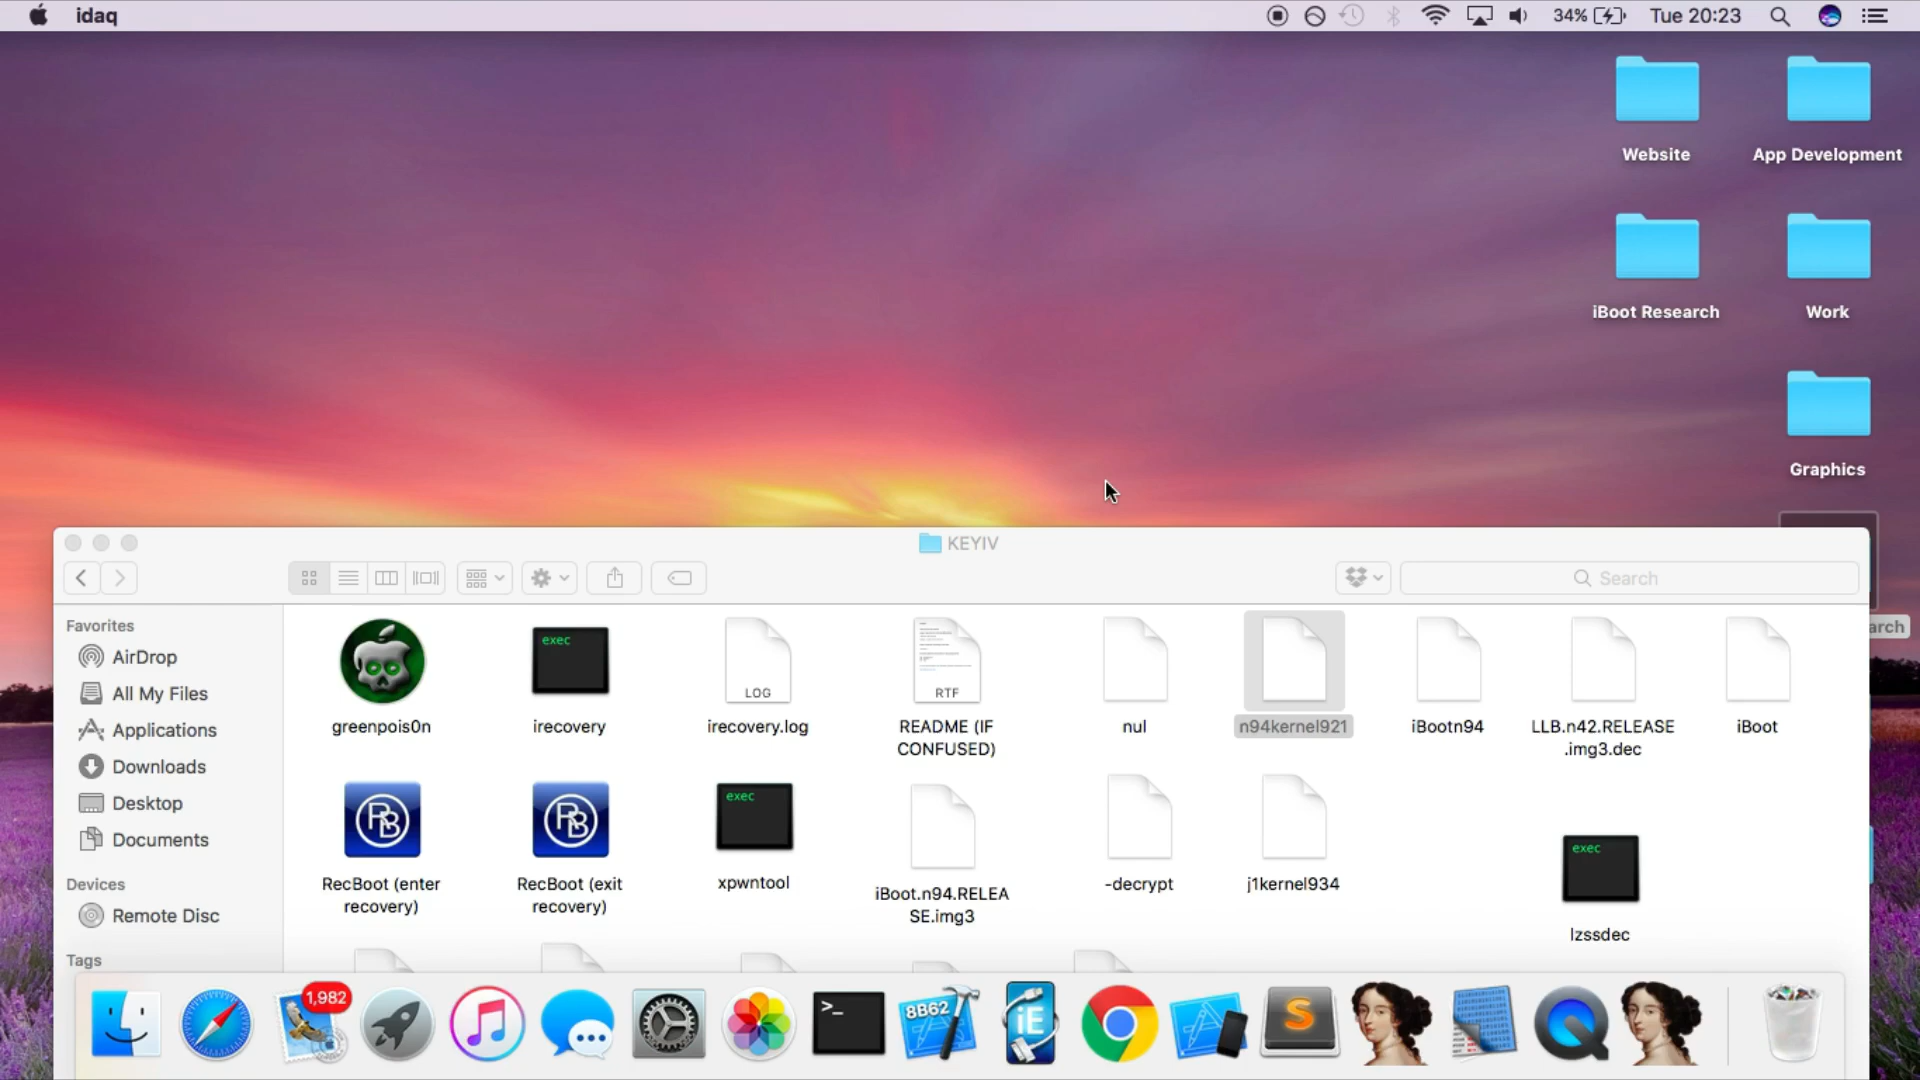 idaq
34%
Tue 20:23
Website
App Development
iBoot Research
Work
Graphics
arch
KEYIV
Search
Favorites
AirDrop
All My Files
Applications
Downloads
Desktop
Documents
Devices
Remote Disc
Tags
exec
LOG
RTF
greenpois0n
irecovery
irecovery.log
README (IF
CONFUSED)
nul
n94kernel921
iBootn94
LLB.n42.RELEASE
.img3.dec
iBoot
exec
exec
RecBoot (enter
recovery)
RecBoot (exit
recovery)
xpwntool
iBoot.n94.RELEA
SE.img3
-decrypt
j1kernel934
lzssdec
1,982
>_
8B62
iE
S